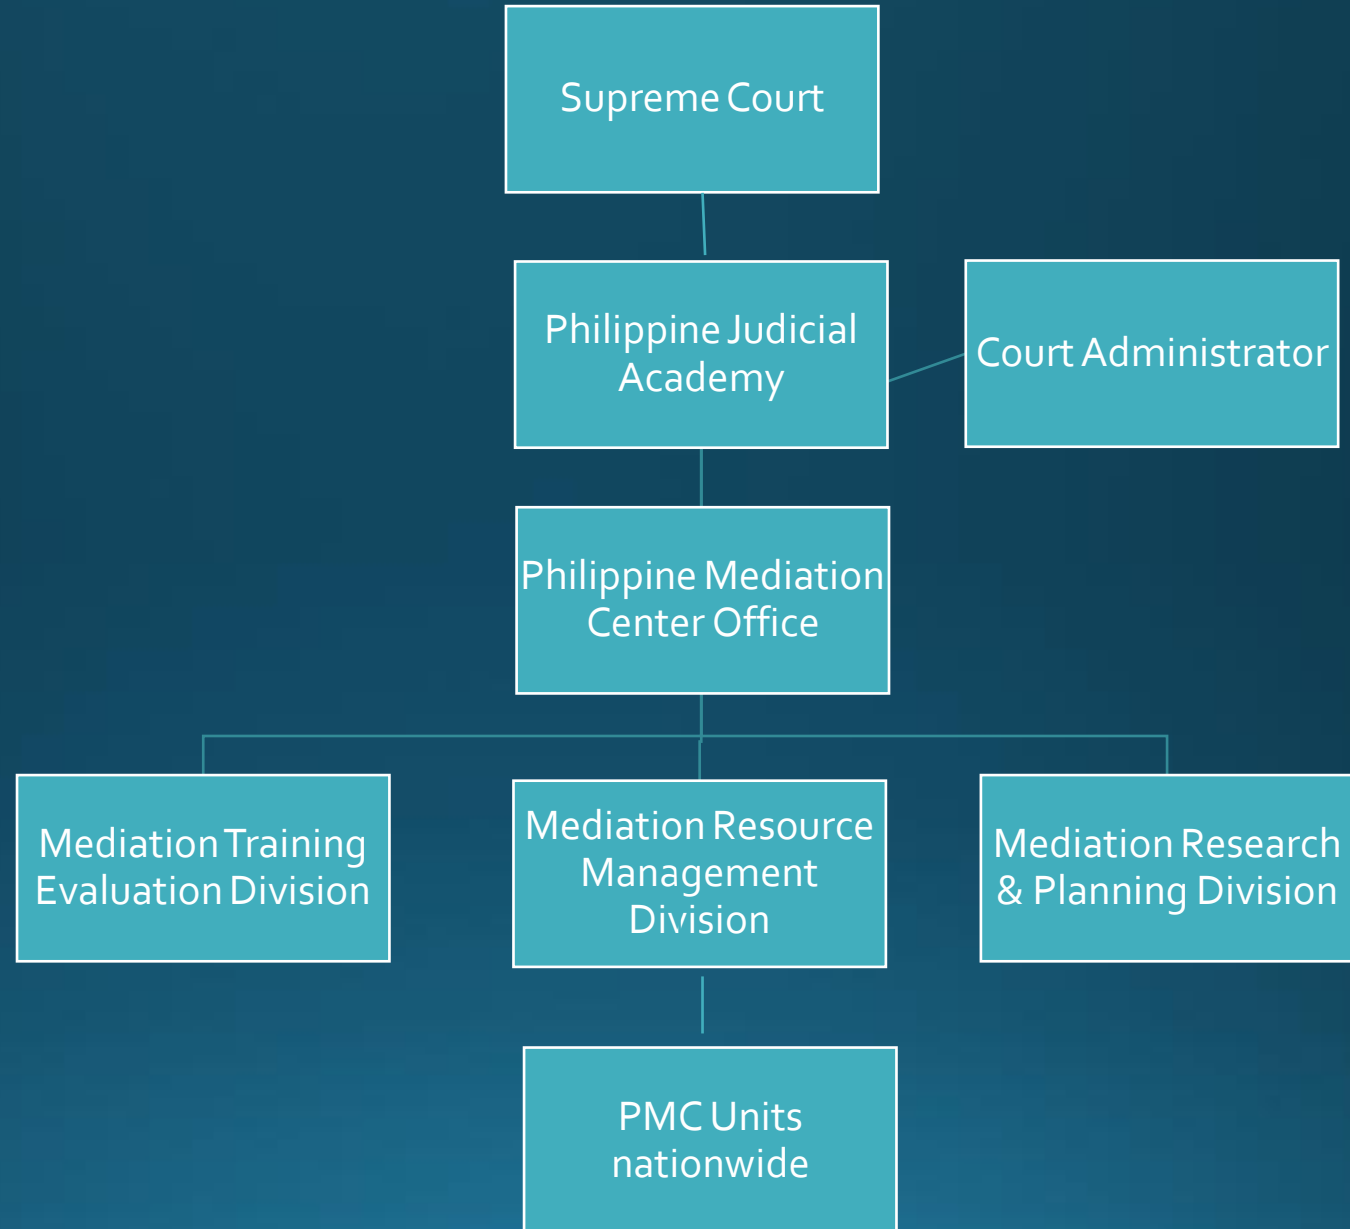 Supreme Court
Philippine Judicial
Academy
Court Administrator
Philippine Mediation
Center Office
Mediation Training
Evaluation Division
Mediation Resource
Management
Division
Mediation Research
& Planning Division
PMC Units
nationwide